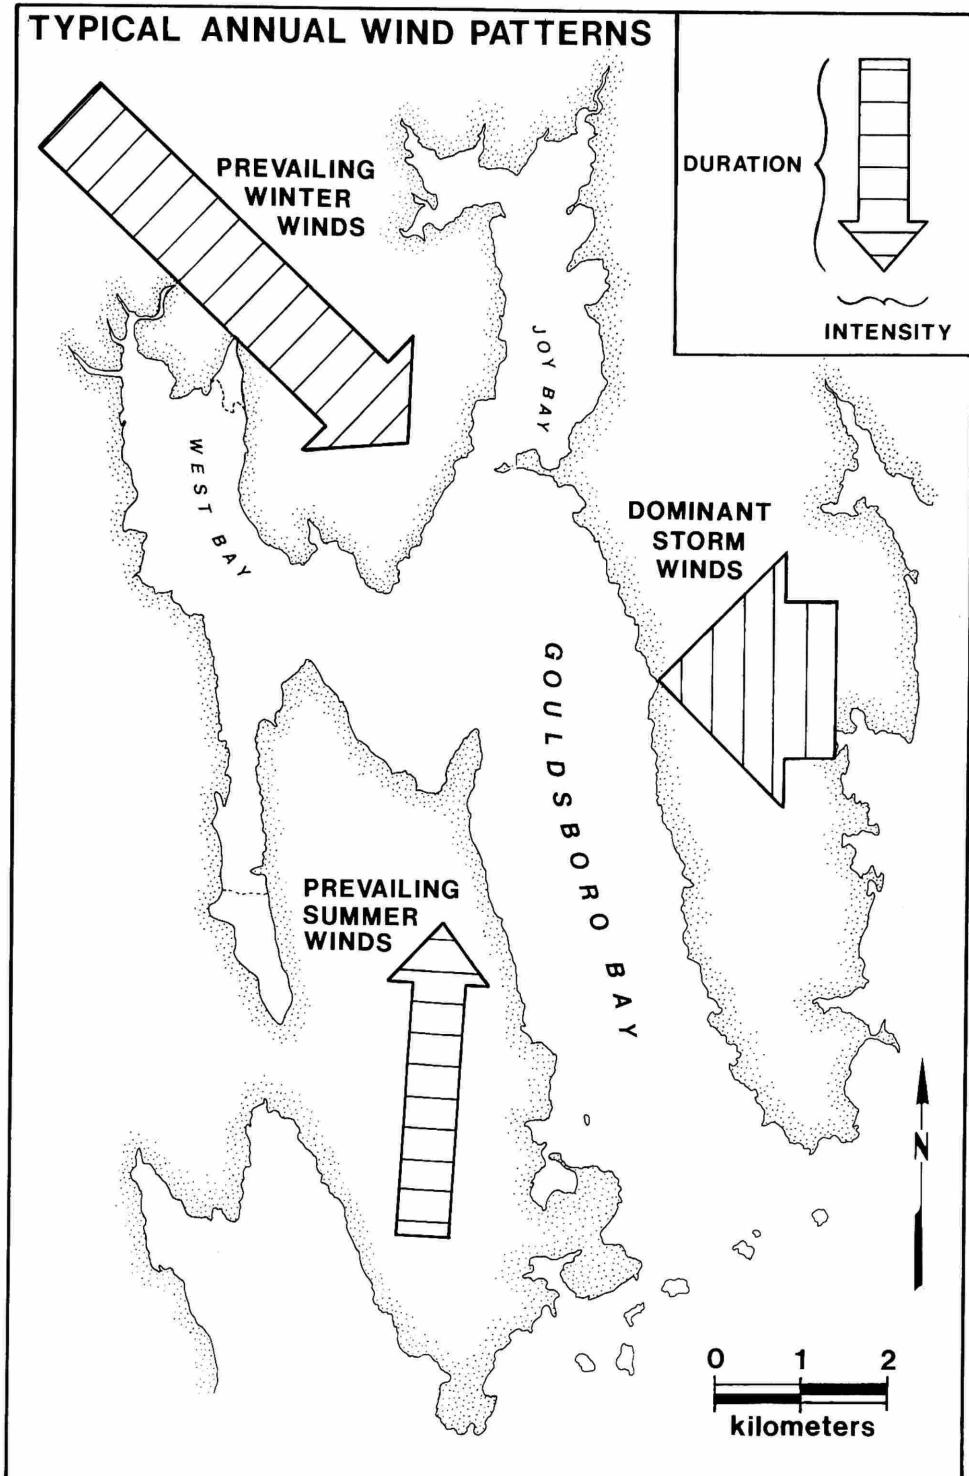 TYPICAL ANNUAL WIND PATTERNS
DURATION
INTENSITY
PREVAILING
WINTER
WINDS
JOY BAY
WEST BAY
DOMINANT
STORM
WINDS
GOULDSBORO BAY
PREVAILING
SUMMER
WINDS
N
0 1 2
kilometers